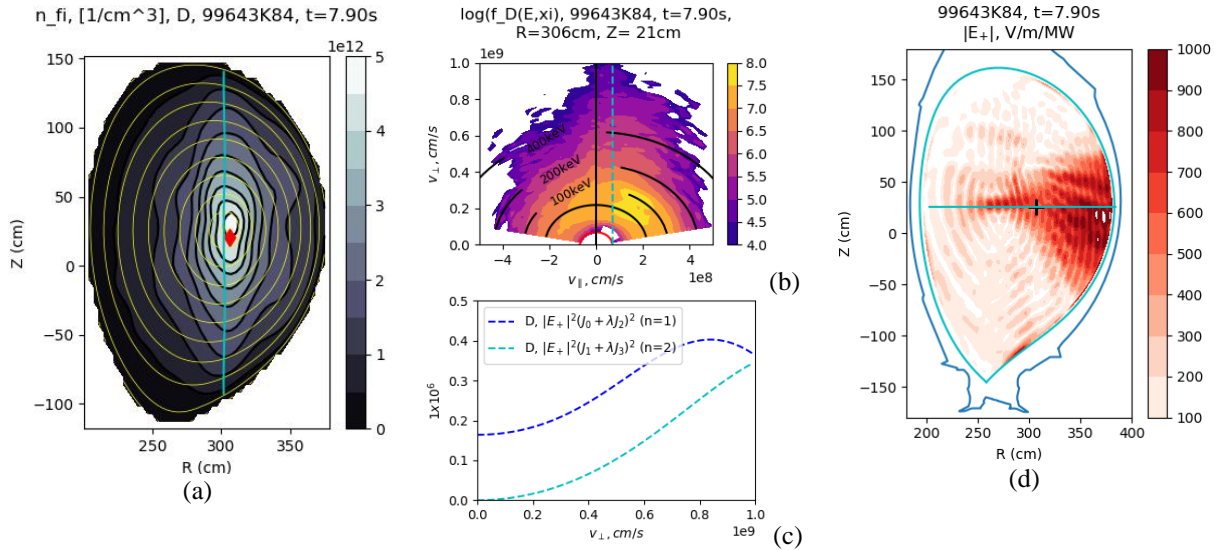 n_fi, [1/cm^3], D, 99643K84, t=7.90s
1e12
150
100
50
0
−50
−100
Z (cm)
250
300
350
R (cm)
5
4
3
2
1
0
(a)
log(f_D(E,xi), 99643K84, t=7.90s,
R=306cm, Z= 21cm
1e9
1.0
0.8
0.6
0.4
0.2
0.0
v⊥, cm/s
400keV
200keV
100keV
−4
−2
0
2
4
1e8
v∥, cm/s
8.0
7.5
7.0
6.5
6.0
5.5
5.0
4.5
4.0
(b)
0.5
0.4
0.3
0.2
0.1
0.0
1x10^6
D, |E_+|^2(J_0 + λJ_2)^2 (n=1)
D, |E_+|^2(J_1 + λJ_3)^2 (n=2)
0.0
0.2
0.4
0.6
0.8
1.0
1e9
v⊥, cm/s
(c)
99643K84, t=7.90s
|E_+|, V/m/MW
150
100
50
0
−50
−100
−150
Z (cm)
200
250
300
350
400
R (cm)
1000
900
800
700
600
500
400
300
200
100
(d)